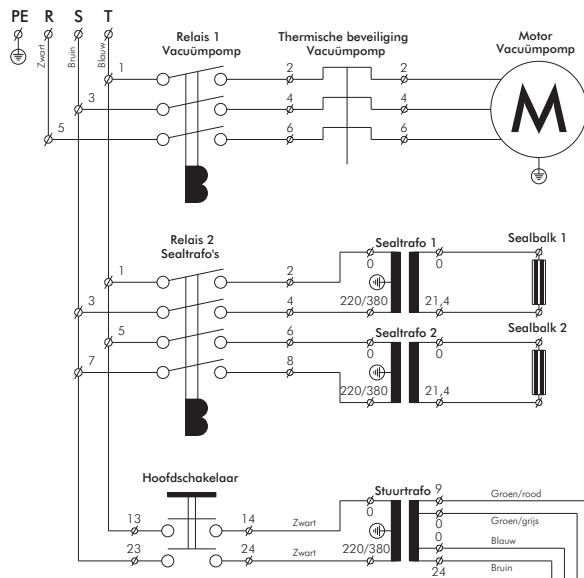 PE R S T
Zwart
Bruin
Blauw
Relais 1
Vacuümpomp
Thermische beveiliging
Vacuümpomp
Motor
Vacuümpomp
1 2 2
3 4 4
5 6 6
M
Relais 2
Sealtrafo's
Sealtrafo 1
Sealbalk 1
1 2 0 0
3 4 220/380 21,4
Sealtrafo 2
Sealbalk 2
5 6 0 0
7 8 220/380 21,4
Hoofdschakelaar
Stuurtrafo
13 14 Zwart 0 9 Groen/rood
0 Groen/grijs
23 24 Zwart 220/380 0 Blauw
24 Bruin